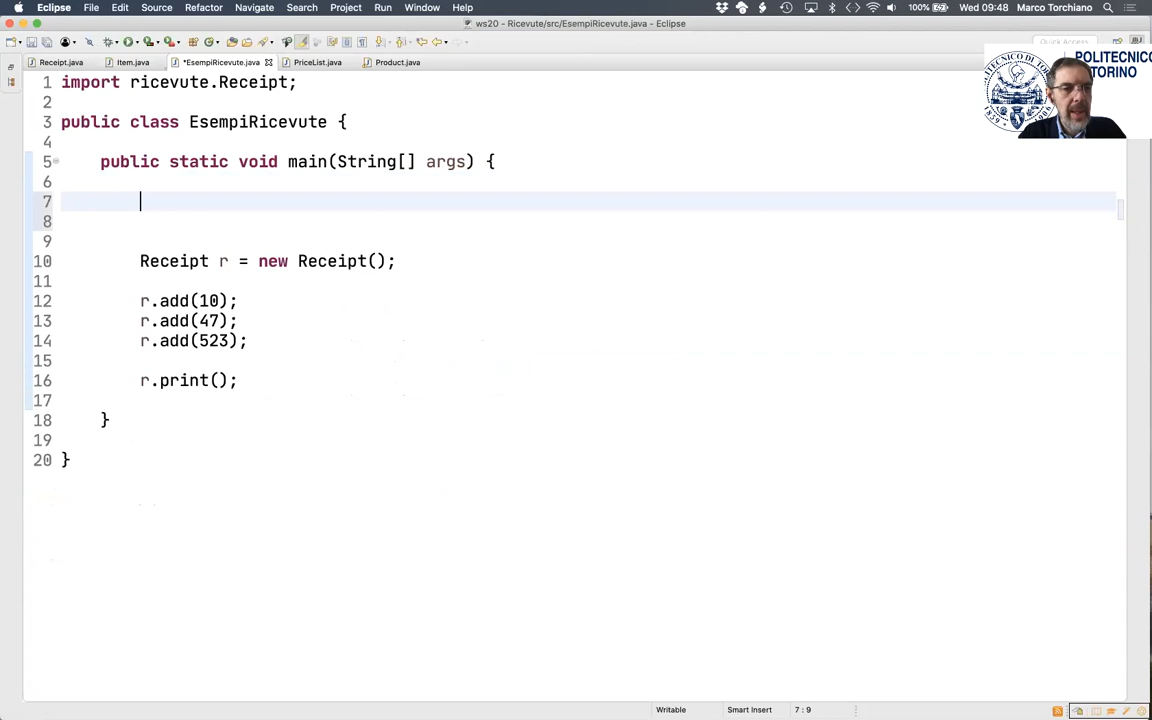 Eclipse File Edit Source Refactor Navigate Search Project Run Window Help 100% Wed 09:48 Marco Torchiano
ws20 - Ricevute/src/EsempiRicevute.java - Eclipse
Quick Access
Receipt.java Item.java *EsempiRicevute.java PriceList.java Product.java
POLITECNICO
TORINO
1 import ricevute.Receipt;
2
3 public class EsempiRicevute {
4
5 public static void main(String[] args) {
6
7
8
9
10 Receipt r = new Receipt();
11
12 r.add(10);
13 r.add(47);
14 r.add(523);
15
16 r.print();
17
18 }
19
20 }
Writable Smart Insert 7 : 9